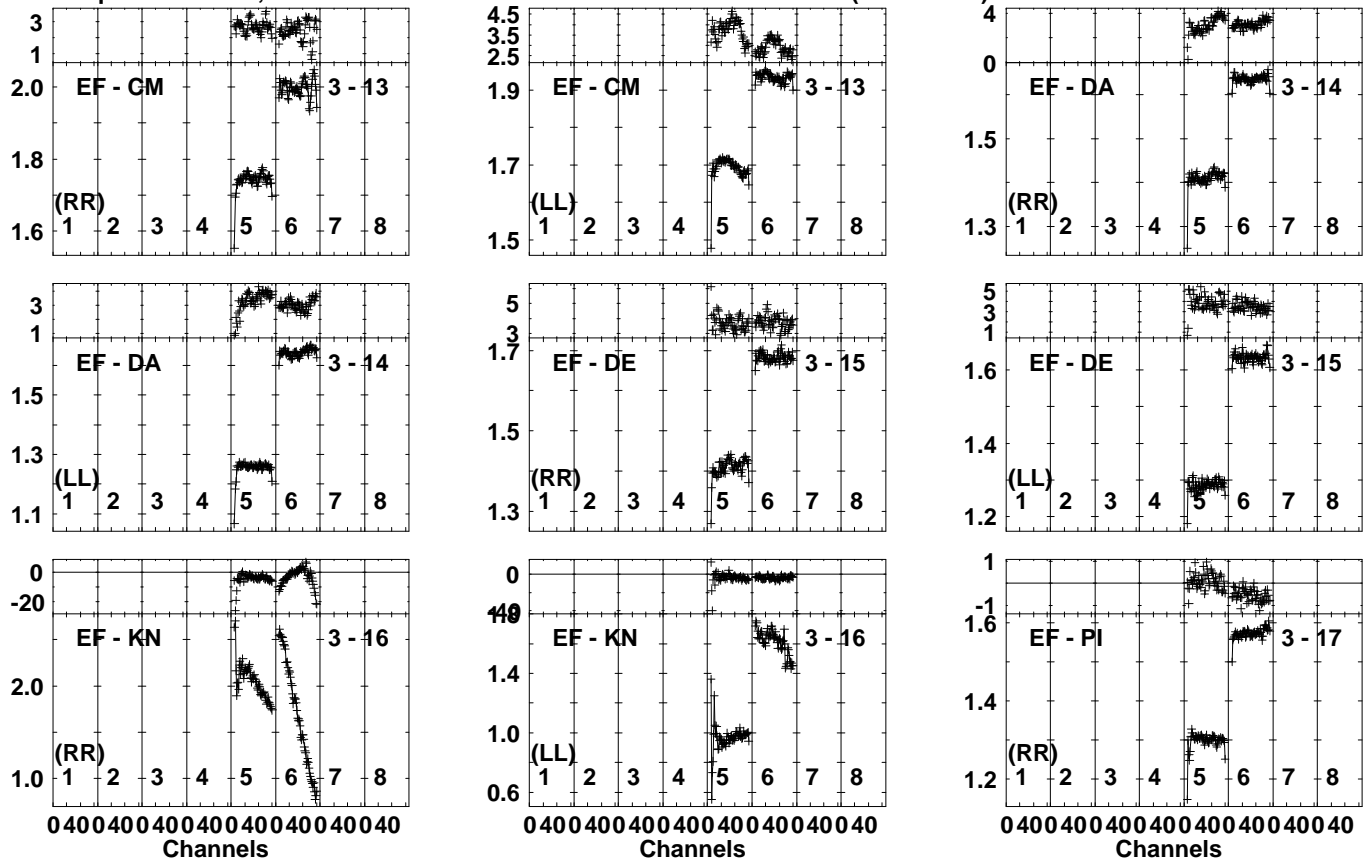 3
1
EF - CM 3 - 13
2.0
1.8
1.6
(RR)
1 2 3 4 5 6 7 8
4.5
3.5
2.5
EF - CM 3 - 13
1.9
1.7
1.5
(LL)
1 2 3 4 5 6 7 8
4
0
EF - DA 3 - 14
1.5
1.3
(RR)
1 2 3 4 5 6 7 8
3
1
EF - DA 3 - 14
1.5
1.3
1.1
(LL)
1 2 3 4 5 6 7 8
5
3
1.7
EF - DE 3 - 15
1.5
1.3
(RR)
1 2 3 4 5 6 7 8
5
3
1
EF - DE 3 - 15
1.6
1.4
1.2
(LL)
1 2 3 4 5 6 7 8
0
-20
EF - KN 3 - 16
2.0
1.0
(RR)
1 2 3 4 5 6 7 8
0 40 0 40 0 40 0 40 0 40 0 40 0 40 0 40
Channels
0
EF - KN 3 - 16
1.4
1.0
0.6
(LL)
1 2 3 4 5 6 7 8
0 40 0 40 0 40 0 40 0 40 0 40 0 40 0 40
Channels
1
-1
1.6
EF - PI 3 - 17
1.4
1.2
(RR)
1 2 3 4 5 6 7 8
0 40 0 40 0 40 0 40 0 40 0 40 0 40 0 40
Channels